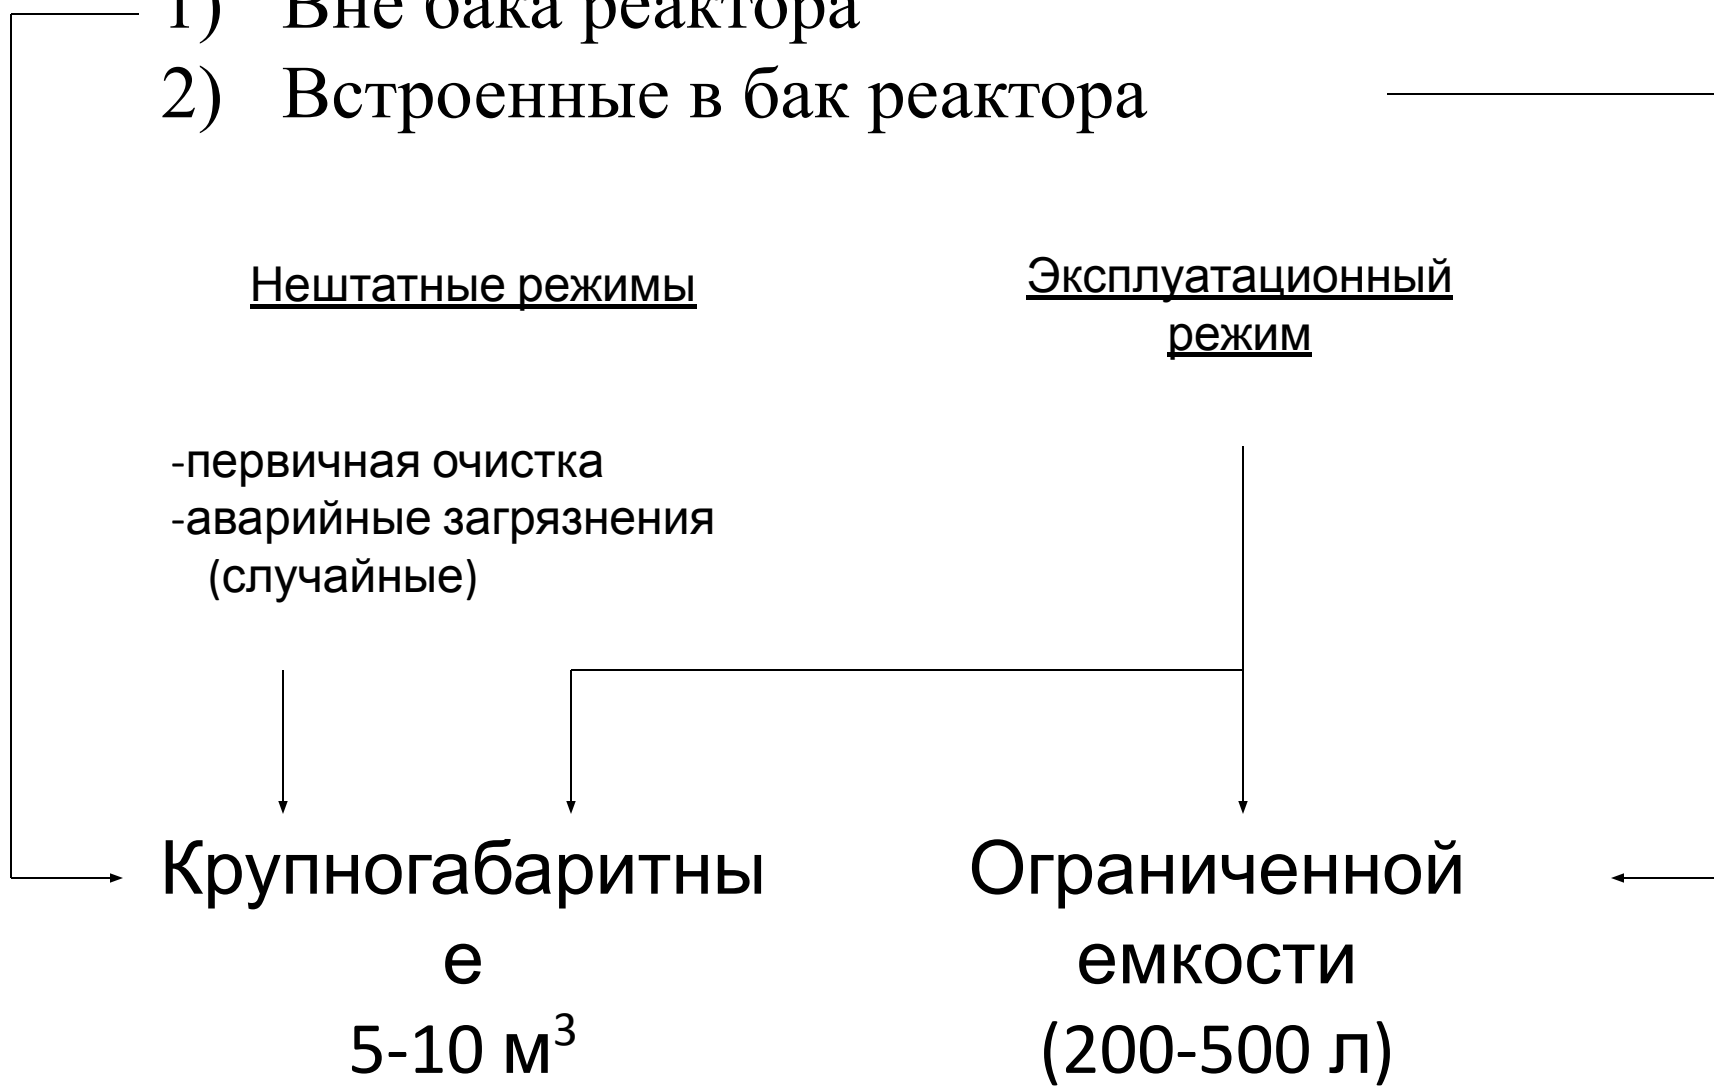 1) Вне бака реактора
2) Встроенные в бак реактора
Нештатные режимы
Эксплуатационный
режим
-первичная очистка
-аварийные загрязнения
(случайные)
Крупногабаритны
е
5-10 м³
Ограниченной
емкости
(200-500 л)